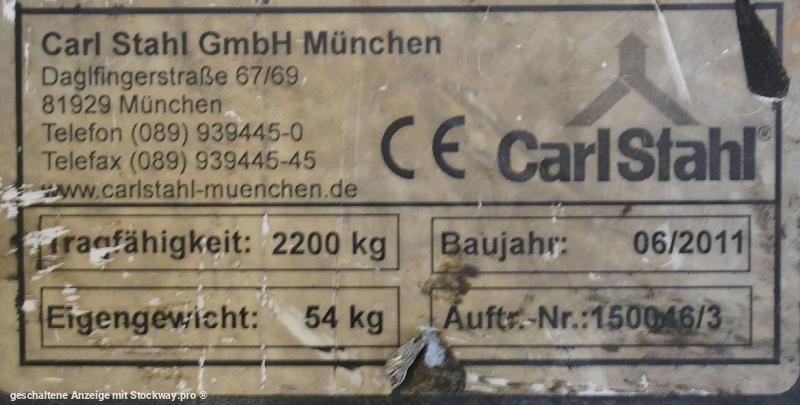 Carl Stahl GmbH München
Daglfingerstraße 67/69
81929 München
Telefon (089) 939445-0
Telefax (089) 939445-45
www.carlstahl-muenchen.de
CE CarlStahl®
Tragfähigkeit: 2200 kg
Baujahr: 06/2011
Eigengewicht: 54 kg
Auftr.-Nr.:150046/3
geschaltene Anzeige mit Stockway.pro ®